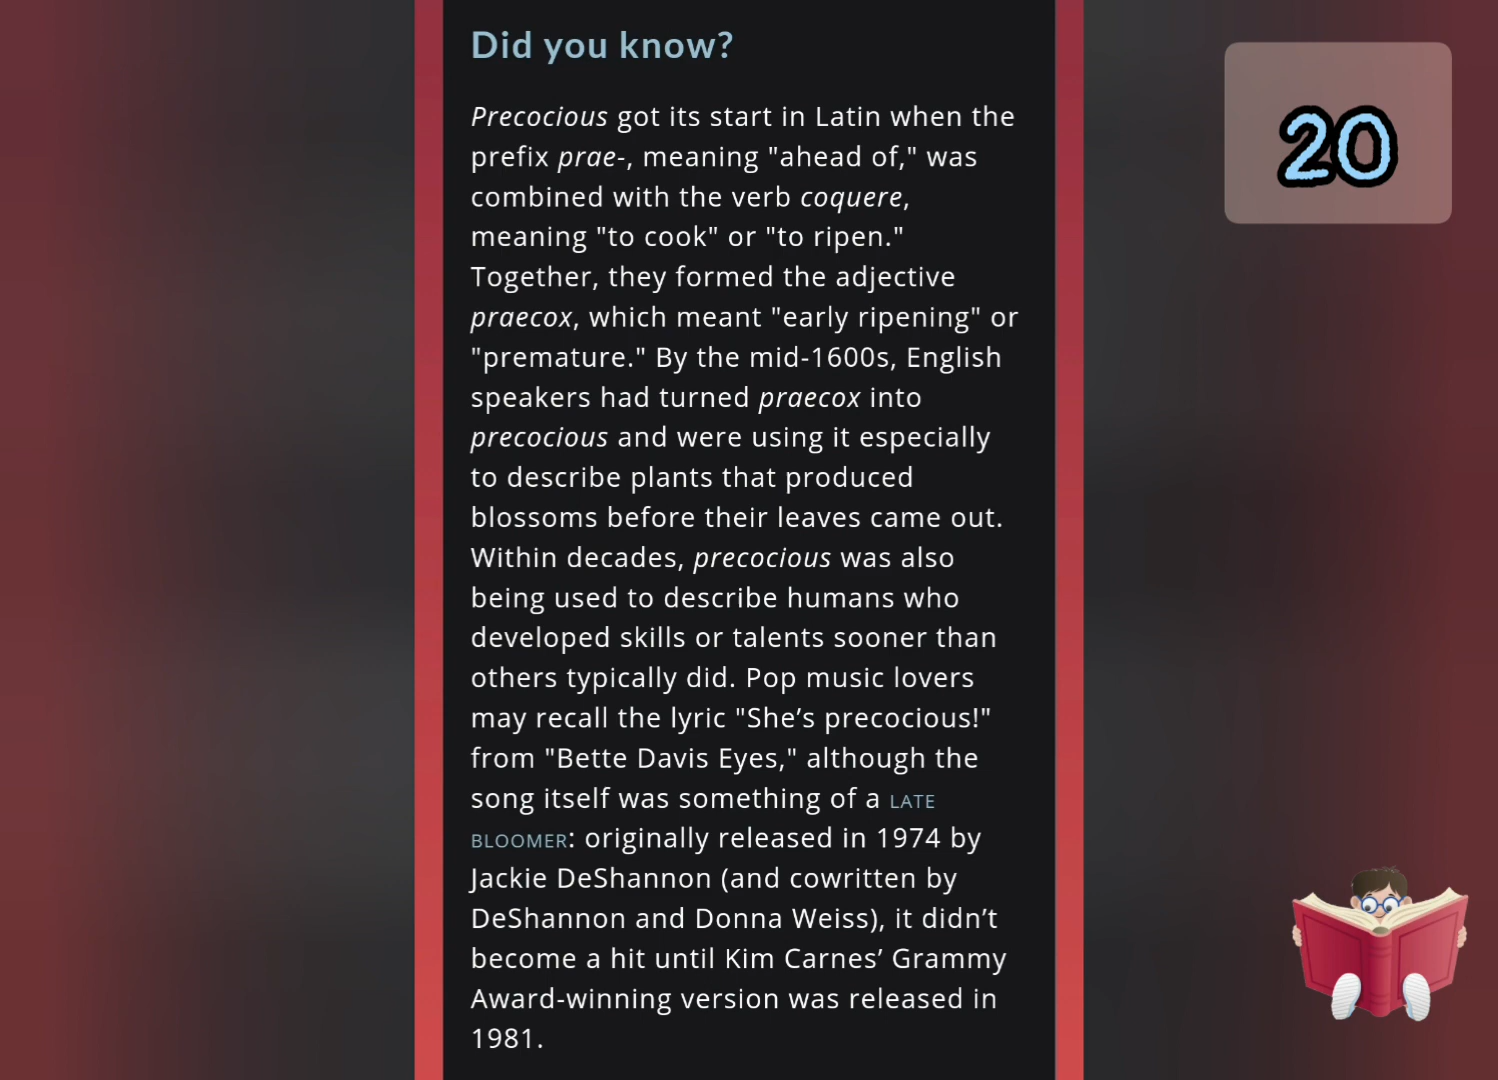 Did you know?
Precocious got its start in Latin when the
prefix prae-, meaning "ahead of," was
combined with the verb coquere,
meaning "to cook" or "to ripen."
Together, they formed the adjective
praecox, which meant "early ripening" or
"premature." By the mid-1600s, English
speakers had turned praecox into
precocious and were using it especially
to describe plants that produced
blossoms before their leaves came out.
Within decades, precocious was also
being used to describe humans who
developed skills or talents sooner than
others typically did. Pop music lovers
may recall the lyric "She’s precocious!"
from "Bette Davis Eyes," although the
song itself was something of a LATE
BLOOMER: originally released in 1974 by
Jackie DeShannon (and cowritten by
DeShannon and Donna Weiss), it didn’t
become a hit until Kim Carnes’ Grammy
Award-winning version was released in
1981.
20